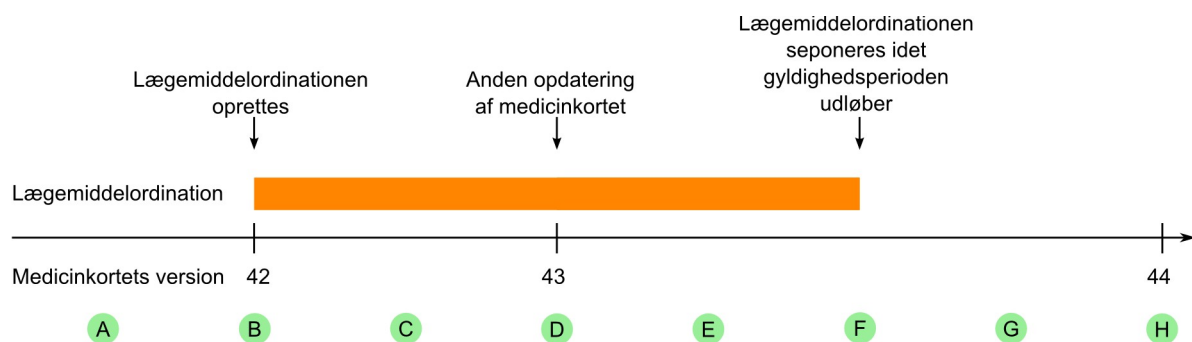 Lægemiddelordinationen
seponeres idet
gyldighedsperioden
udløber
Lægemiddelordinationen
oprettes
Anden opdatering
af medicinkortet
Lægemiddelordination
Medicinkortets version 42 43 44
A B C D E F G H